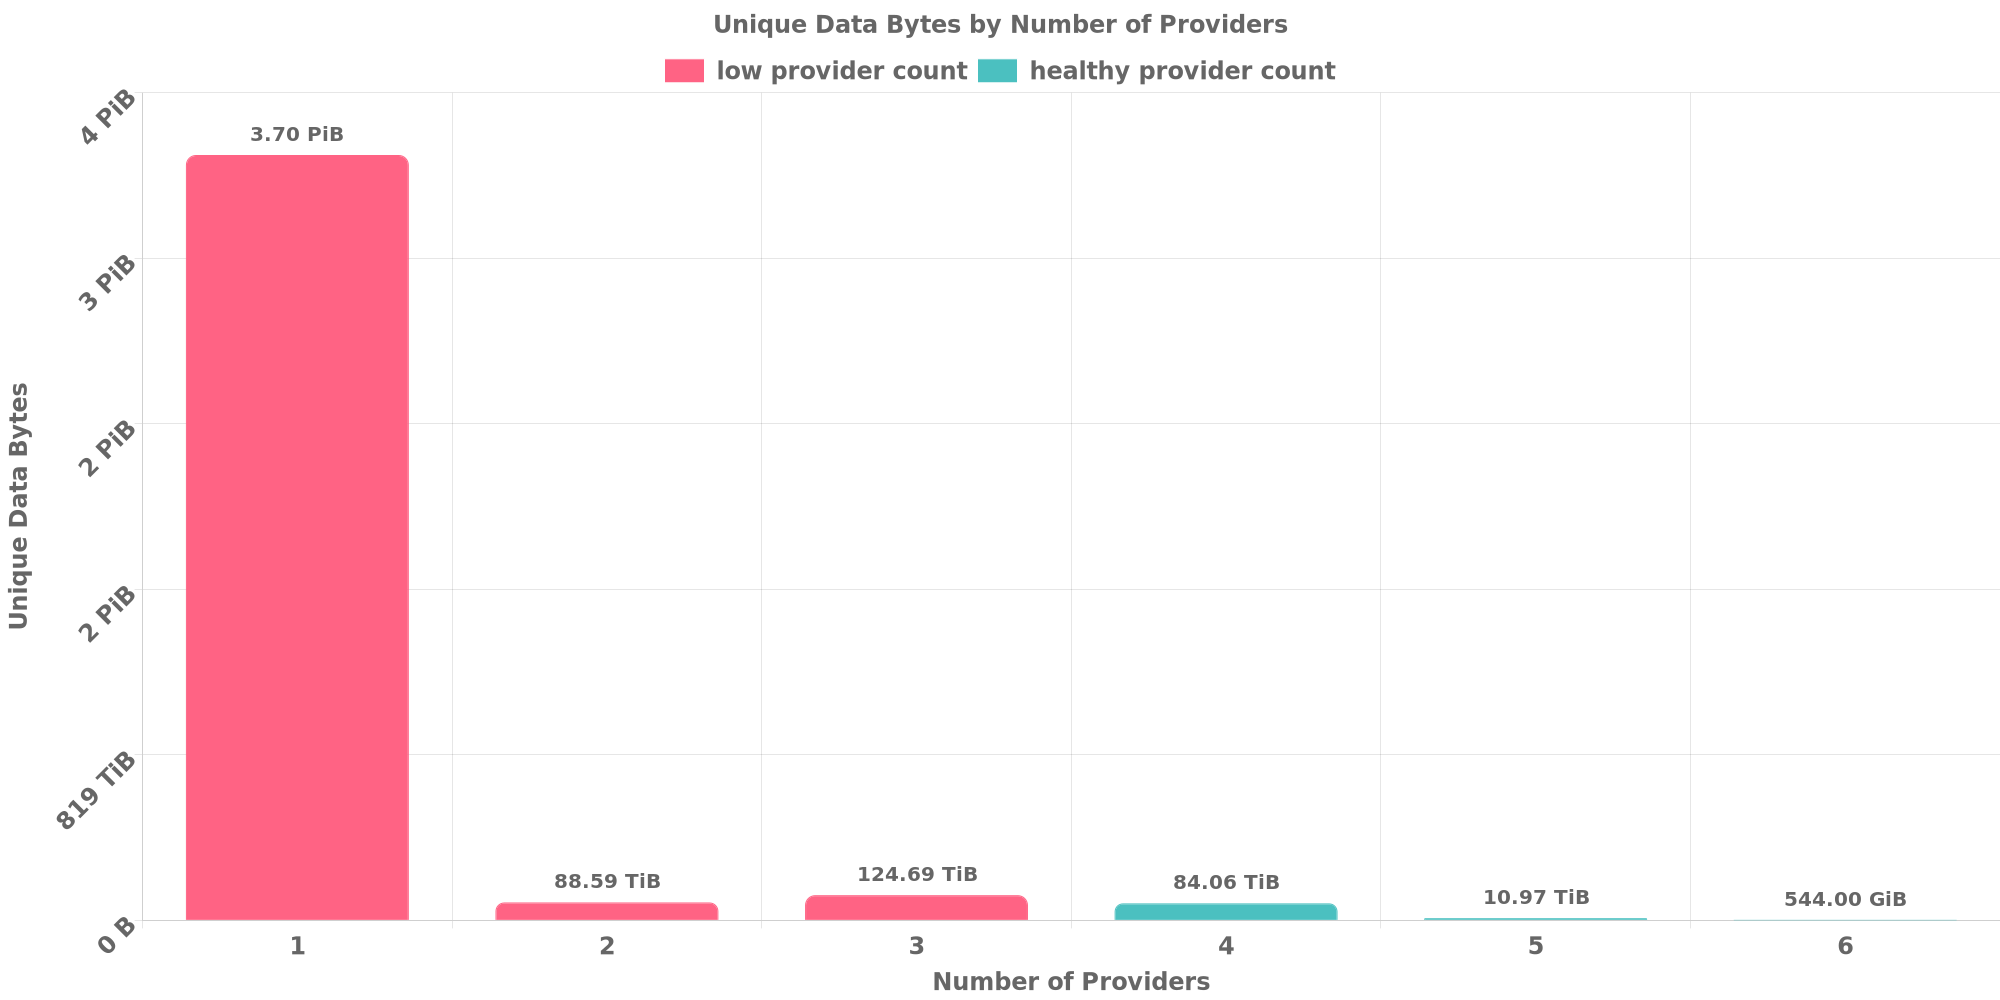 Unique Data Bytes by Number of Providers
low provider count healthy provider count
4 PiB
3 PiB
2 PiB
2 PiB
819 TiB
0 B
Unique Data Bytes
3.70 PiB
88.59 TiB
124.69 TiB
84.06 TiB
10.97 TiB
544.00 GiB
1 2 3 4 5 6
Number of Providers